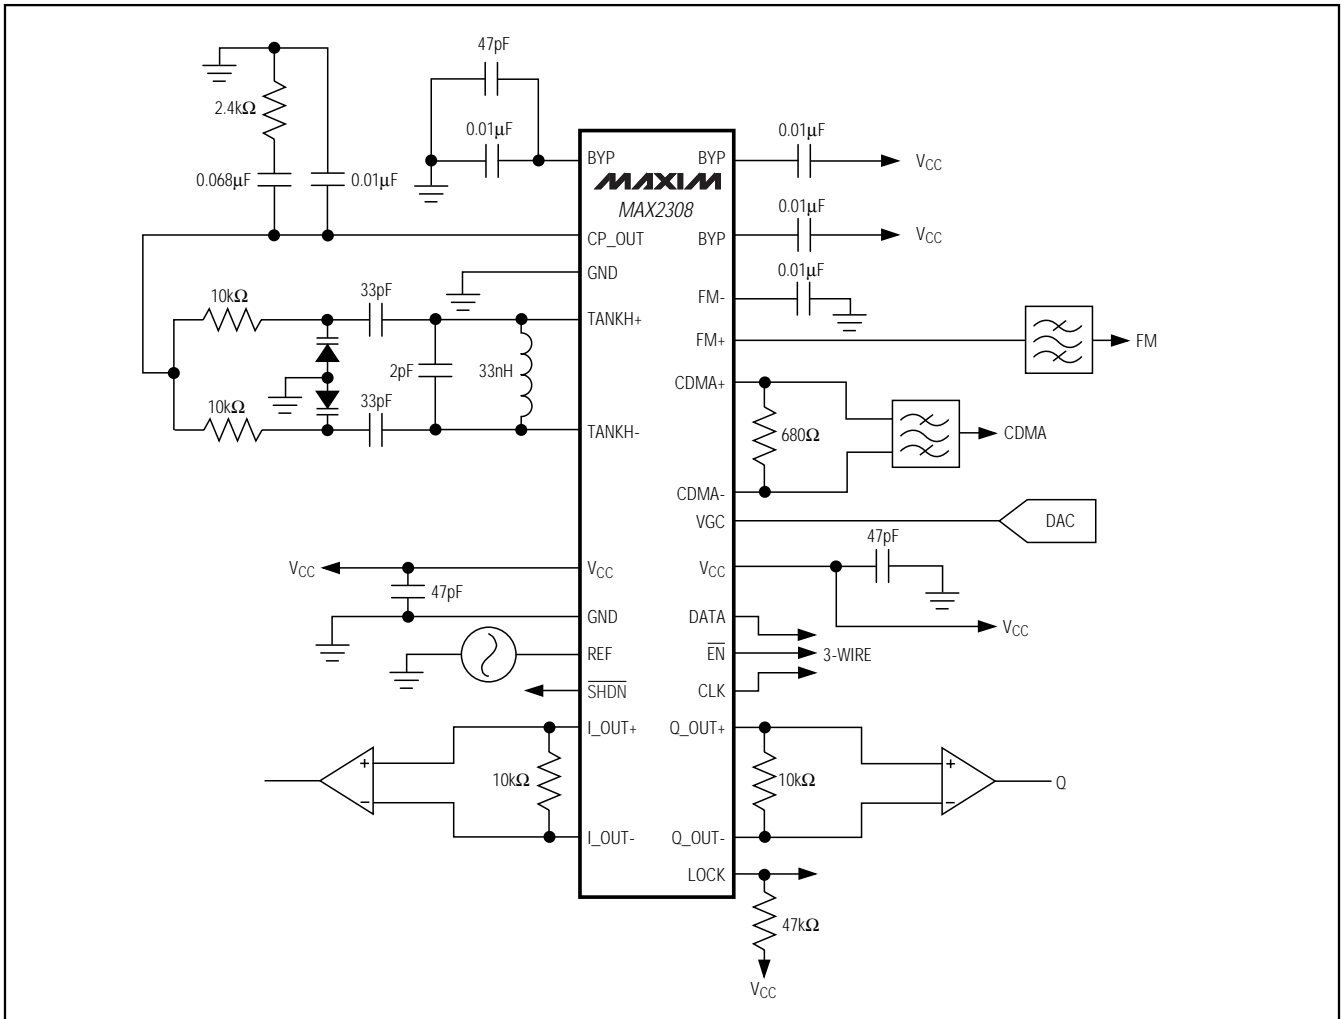 47pF
2.4kΩ
0.01µF
0.01µF
BYP
BYP
VCC
MAXIM
0.068µF
0.01µF
MAX2308
0.01µF
CP_OUT
BYP
VCC
GND
0.01µF
10kΩ
33pF
FM-
TANKH+
FM+
FM
2pF
33nH
CDMA+
10kΩ
33pF
TANKH-
680Ω
CDMA
CDMA-
VGC
DAC
47pF
VCC
VCC
VCC
47pF
GND
DATA
VCC
REF
EN
3-WIRE
SHDN
CLK
I_OUT+
Q_OUT+
+
+
10kΩ
10kΩ
Q
−
−
I_OUT-
Q_OUT-
LOCK
47kΩ
VCC